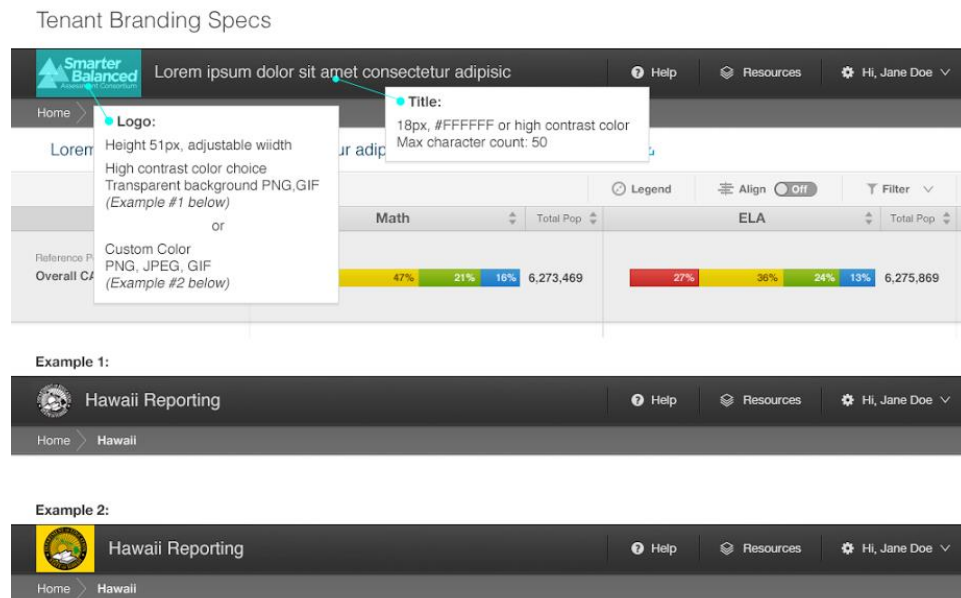 Tenant Branding Specs
Smarter
Balanced
Assessment Consortium
Lorem ipsum dolor sit amet consectetur adipisic
Help
Resources
Hi, Jane Doe
Home
Title:
18px, #FFFFFF or high contrast color
Max character count: 50
Logo:
Height 51px, adjustable wiidth
High contrast color choice
Transparent background PNG,GIF
(Example #1 below)
or
Custom Color
PNG, JPEG, GIF
(Example #2 below)
Legend
Align Off
Filter
Math Total Pop ELA Total Pop
Overall
47% 21% 16% 6,273,469 27% 36% 24% 13% 6,275,869
Example 1:
Hawaii Reporting Help Resources Hi, Jane Doe
Home Hawaii
Example 2:
Hawaii Reporting Help Resources Hi, Jane Doe
Home Hawaii